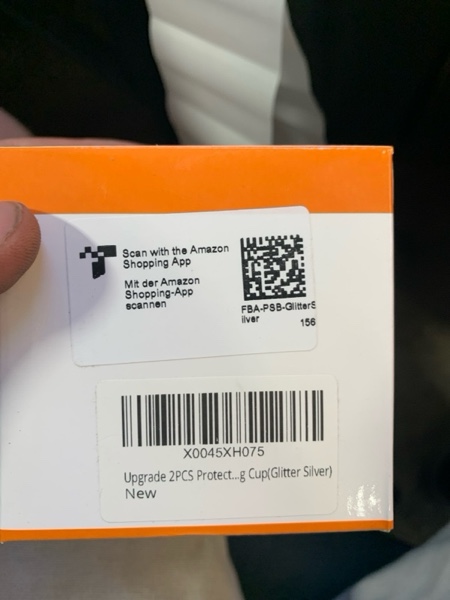 Scan with the Amazon
Shopping App
Mit der Amazon
Shopping-App
scannen
FBA-PSB-GlitterS
ilver
156
X0045XH075
Upgrade 2PCS Protect...g Cup(Glitter Silver)
New